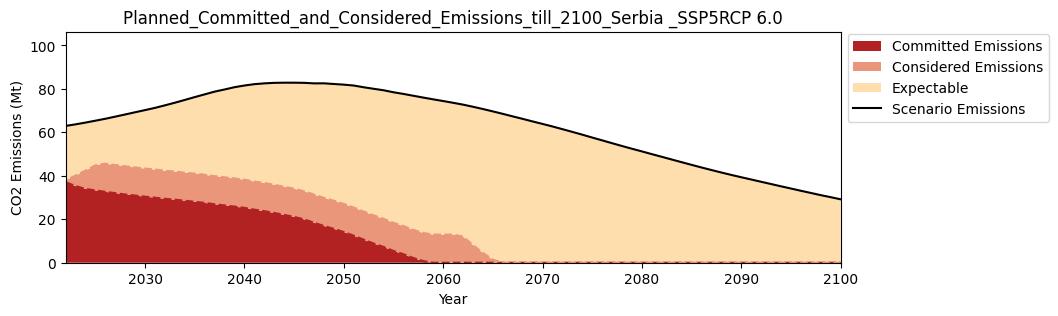 Planned_Committed_and_Considered_Emissions_till_2100_Serbia _SSP5RCP 6.0
CO2 Emissions (Mt)
100
80
60
40
20
0
2030 2040 2050 2060 2070 2080 2090 2100
Year
Committed Emissions
Considered Emissions
Expectable
Scenario Emissions